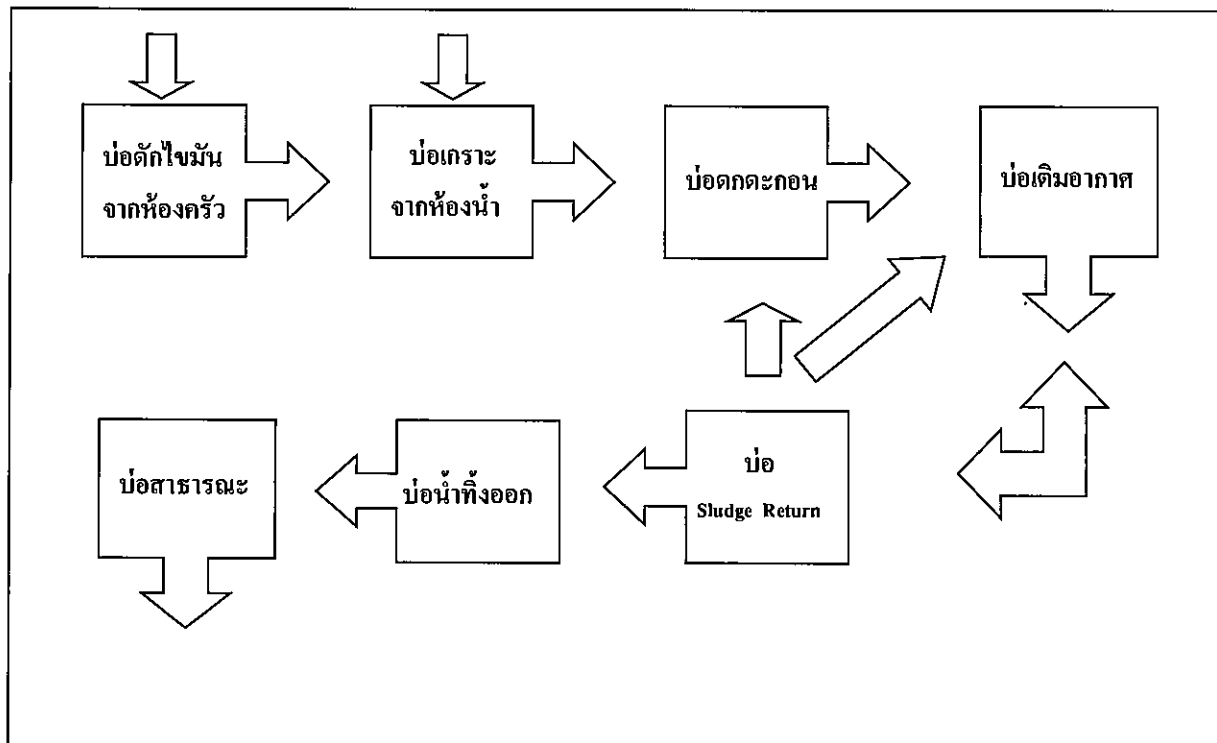 บ่อดักไขมัน
จากห้องครัว
บ่อเกราะ
จากห้องน้ำ
บ่อดกดะกอน
บ่อเติมอากาศ
บ่อสาธารณะ
บ่อน้ำทิ้งออก
บ่อ
Sludge Return